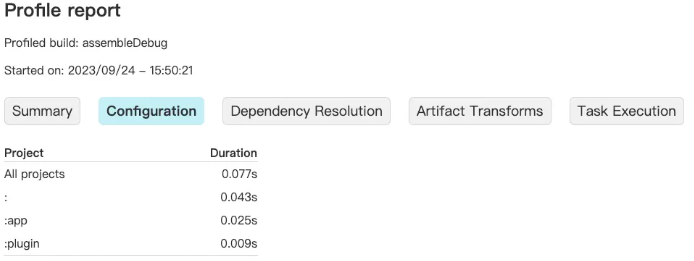 Profile report
Profiled build: assembleDebug
Started on: 2023/09/24 – 15:50:21
Summary Configuration Dependency Resolution Artifact Transforms Task Execution
Project Duration
All projects 0.077s
: 0.043s
:app 0.025s
:plugin 0.009s